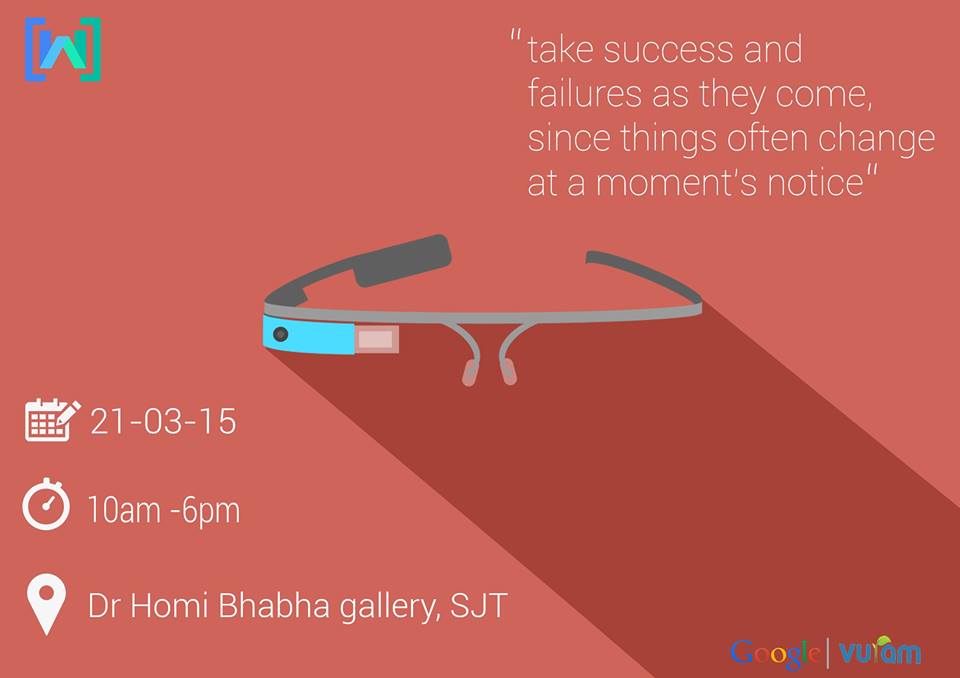 “take success and
failures as they come,
since things often change
at a moment's notice”
21-03-15
10am -6pm
Dr Homi Bhabha gallery, SJT
Google | vuram